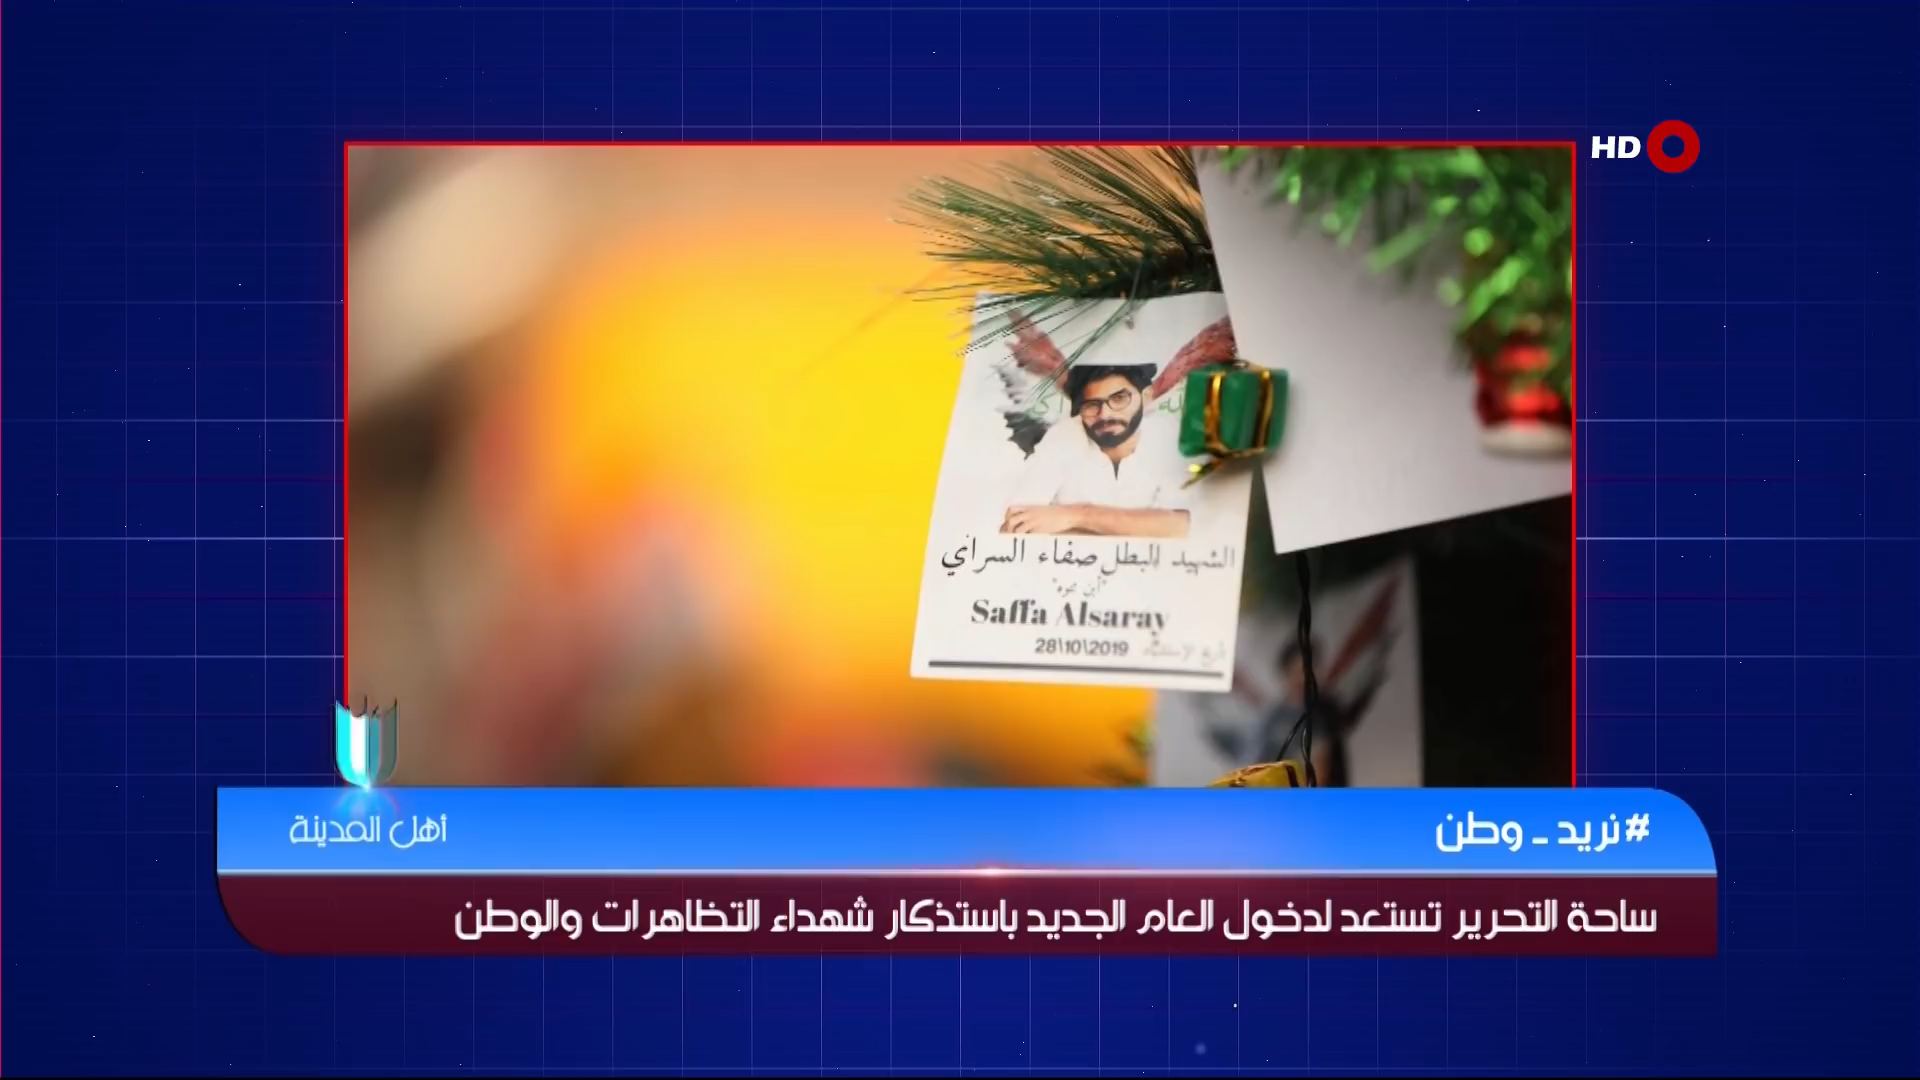 HD
الشهيد البطل صفاء السراي
Saffa Alsaray
28\10\2019
#نريد - وطن
أهل المدينة
ساحة التحرير تستعد لدخول العام الجديد باستذكار شهداء التظاهرات والوطن